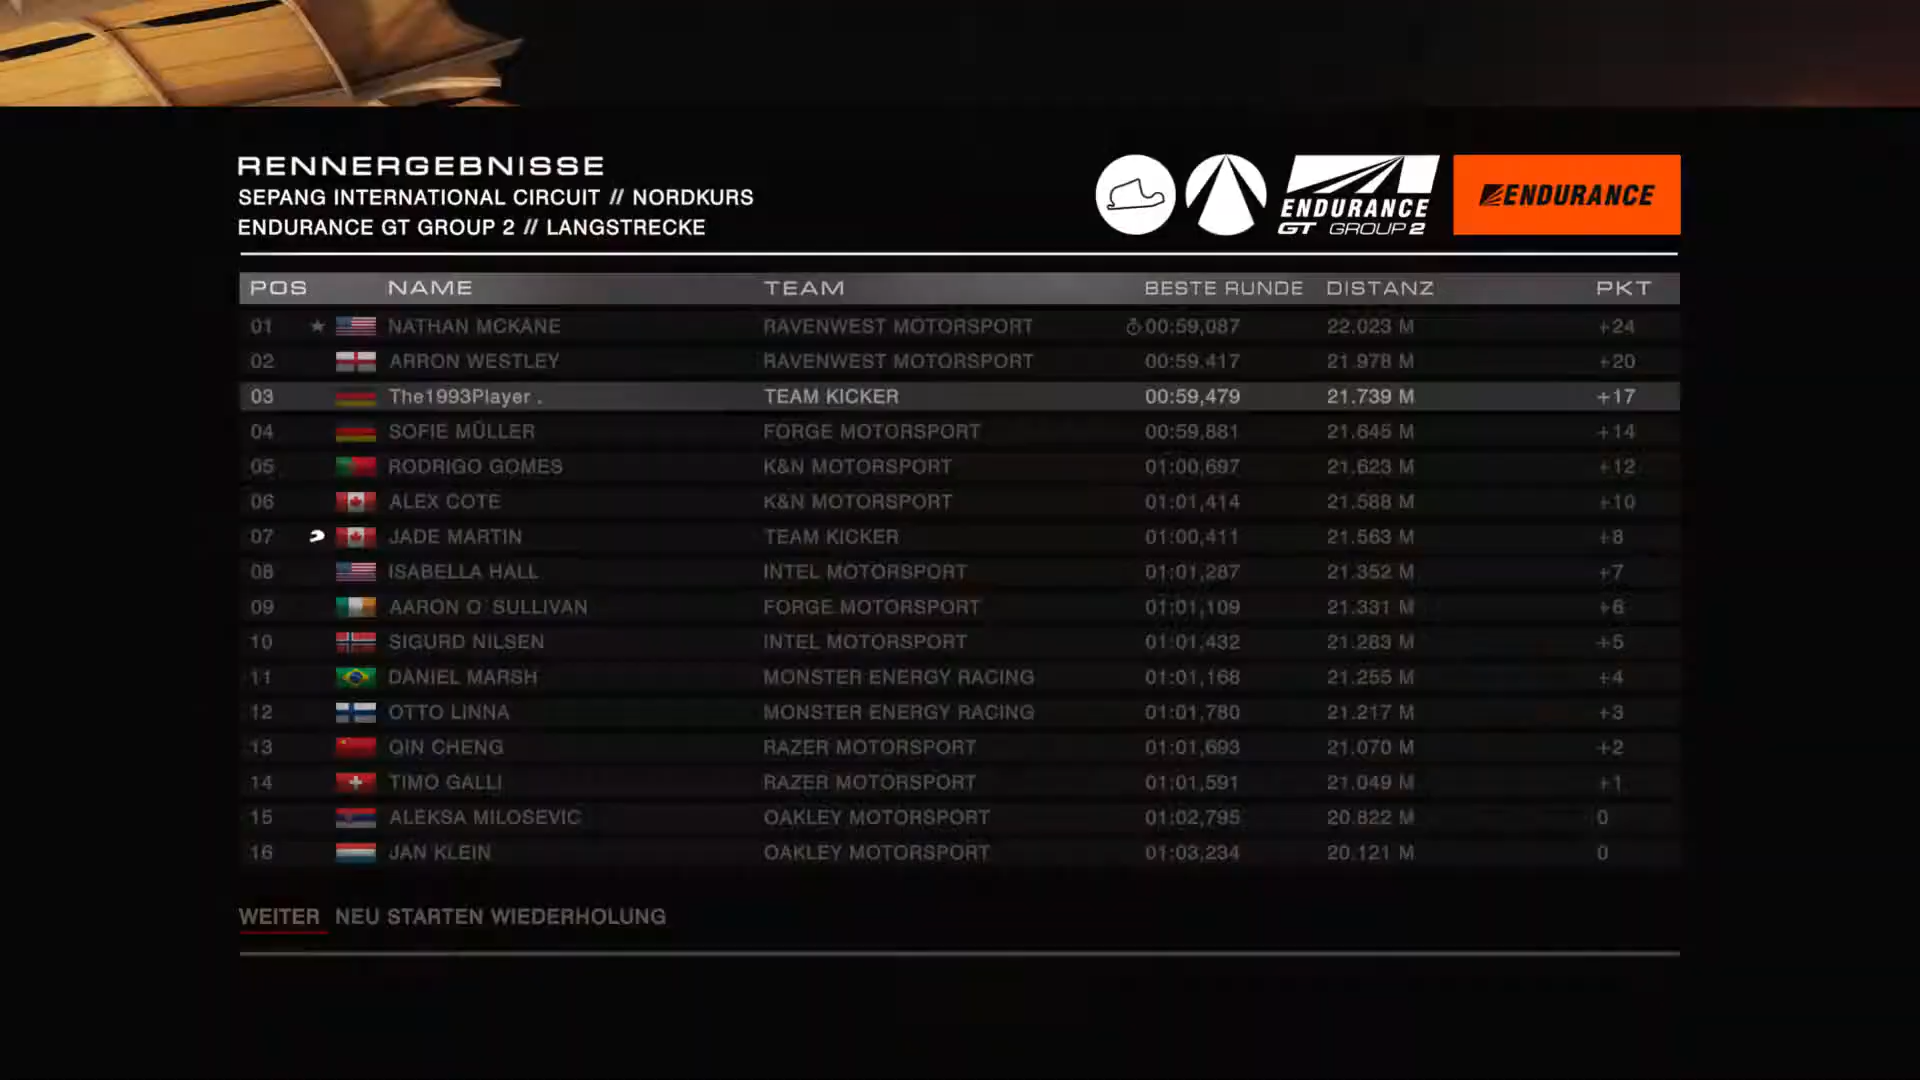 RENNERGEBNISSE
SEPANG INTERNATIONAL CIRCUIT // NORDKURS
ENDURANCE GT GROUP 2 // LANGSTRECKE
ENDURANCE
GT GROUP 2
ENDURANCE
POS NAME TEAM BESTE RUNDE DISTANZ PKT
01 NATHAN MCKANE RAVENWEST MOTORSPORT 00:59,087 22.023 M +24
02 ARRON WESTLEY RAVENWEST MOTORSPORT 00:59,417 21.978 M +20
03 The1993Player . TEAM KICKER 00:59,479 21.739 M +17
04 SOFIE MÜLLER FORGE MOTORSPORT 00:59,881 21.645 M +14
05 RODRIGO GOMES K&N MOTORSPORT 01:00,697 21.623 M +12
06 ALEX COTE K&N MOTORSPORT 01:01,414 21.588 M +10
07 JADE MARTIN TEAM KICKER 01:00,411 21.563 M +8
08 ISABELLA HALL INTEL MOTORSPORT 01:01,287 21.352 M +7
09 AARON O´SULLIVAN FORGE MOTORSPORT 01:01,109 21.331 M +6
10 SIGURD NILSEN INTEL MOTORSPORT 01:01,432 21.283 M +5
11 DANIEL MARSH MONSTER ENERGY RACING 01:01,168 21.255 M +4
12 OTTO LINNA MONSTER ENERGY RACING 01:01,780 21.217 M +3
13 QIN CHENG RAZER MOTORSPORT 01:01,693 21.070 M +2
14 TIMO GALLI RAZER MOTORSPORT 01:01,591 21.049 M +1
15 ALEKSA MILOSEVIC OAKLEY MOTORSPORT 01:02,795 20.822 M 0
16 JAN KLEIN OAKLEY MOTORSPORT 01:03,234 20.121 M 0
WEITER NEU STARTEN WIEDERHOLUNG